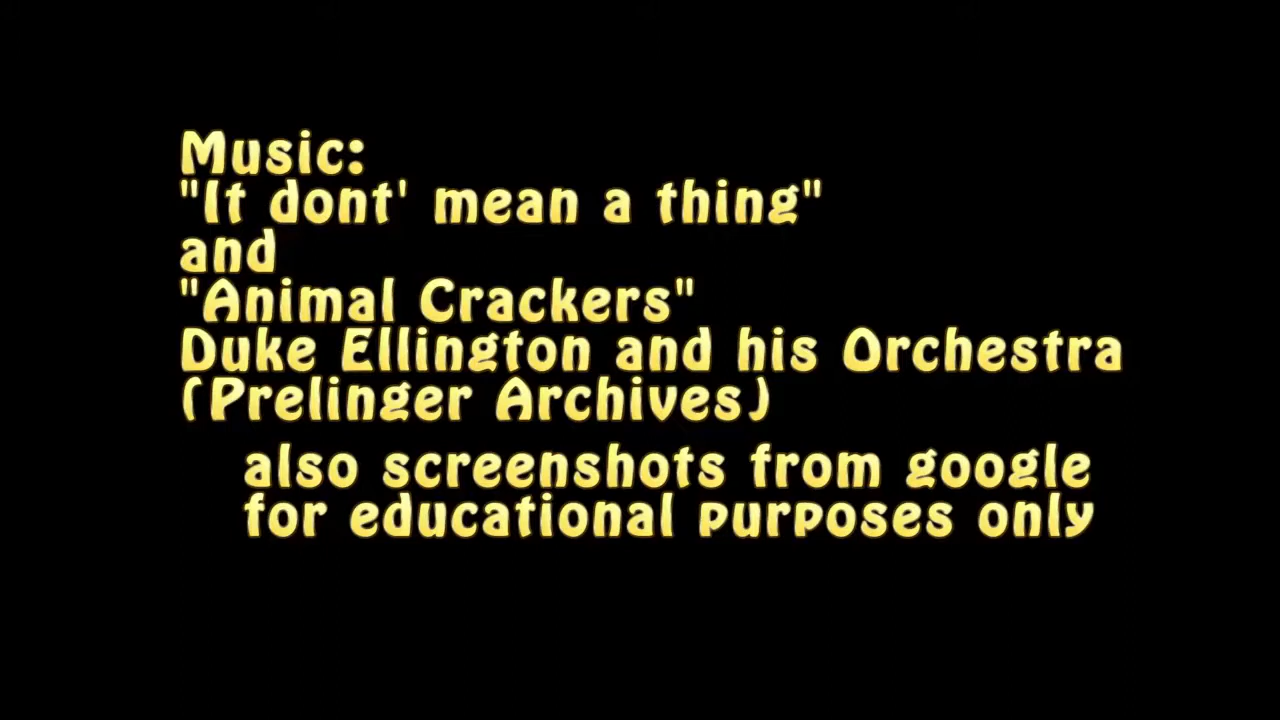 Music:
"It dont' mean a thing"
and
"Animal Crackers"
Duke Ellington and his Orchestra
(Prelinger Archives)
also screenshots from google
for educational purposes only